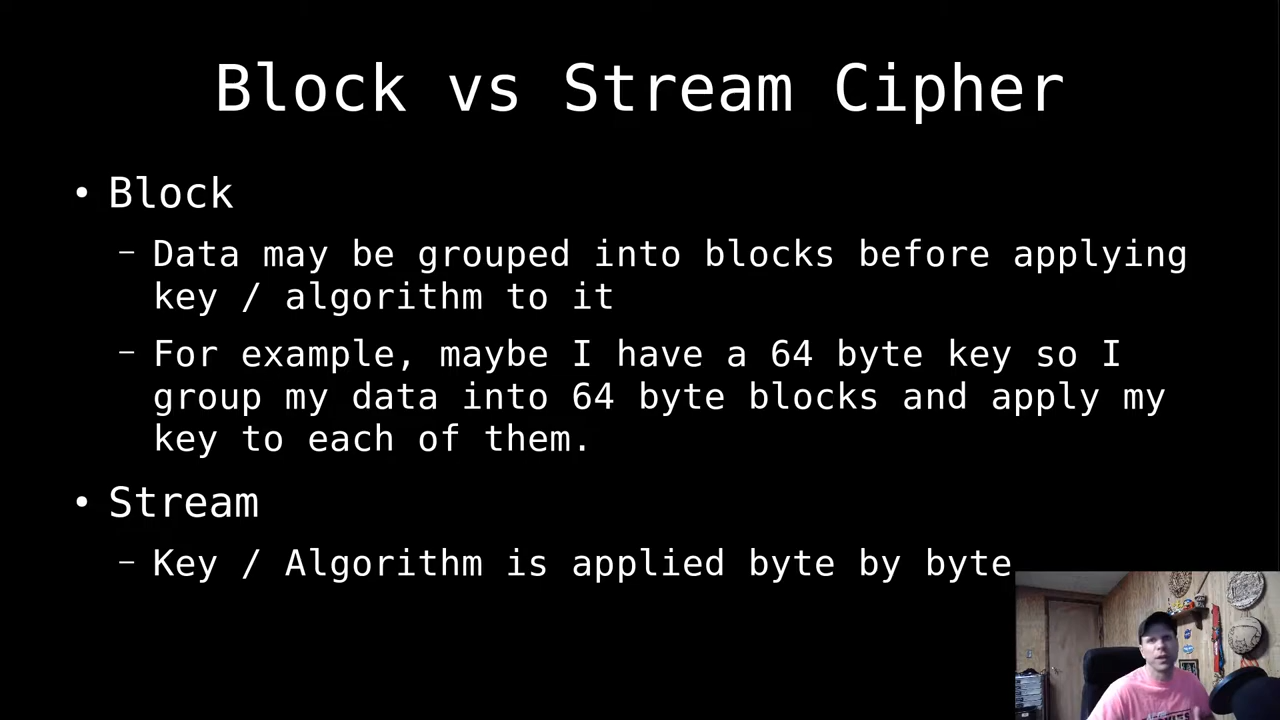 Block vs Stream Cipher
• Block
– Data may be grouped into blocks before applying
key / algorithm to it
– For example, maybe I have a 64 byte key so I
group my data into 64 byte blocks and apply my
key to each of them.
• Stream
– Key / Algorithm is applied byte by byte